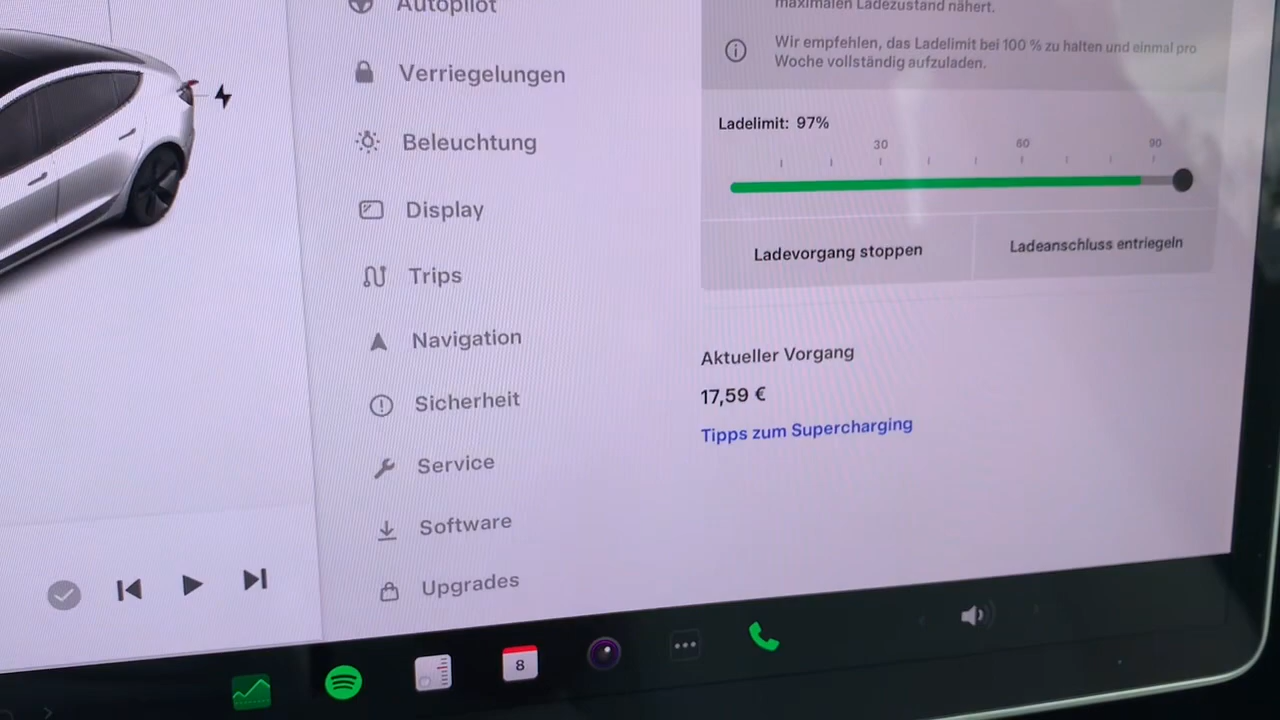 Autopilot
Verriegelungen
Beleuchtung
Display
Trips
Navigation
Sicherheit
Service
Software
Upgrades
maximalen Ladezustand nähert.
Wir empfehlen, das Ladelimit bei 100 % zu halten und einmal pro
Woche vollständig aufzuladen.
Ladelimit: 97%
30 60 90
Ladevorgang stoppen Ladeanschluss entriegeln
Aktueller Vorgang
17,59 €
Tipps zum Supercharging
8